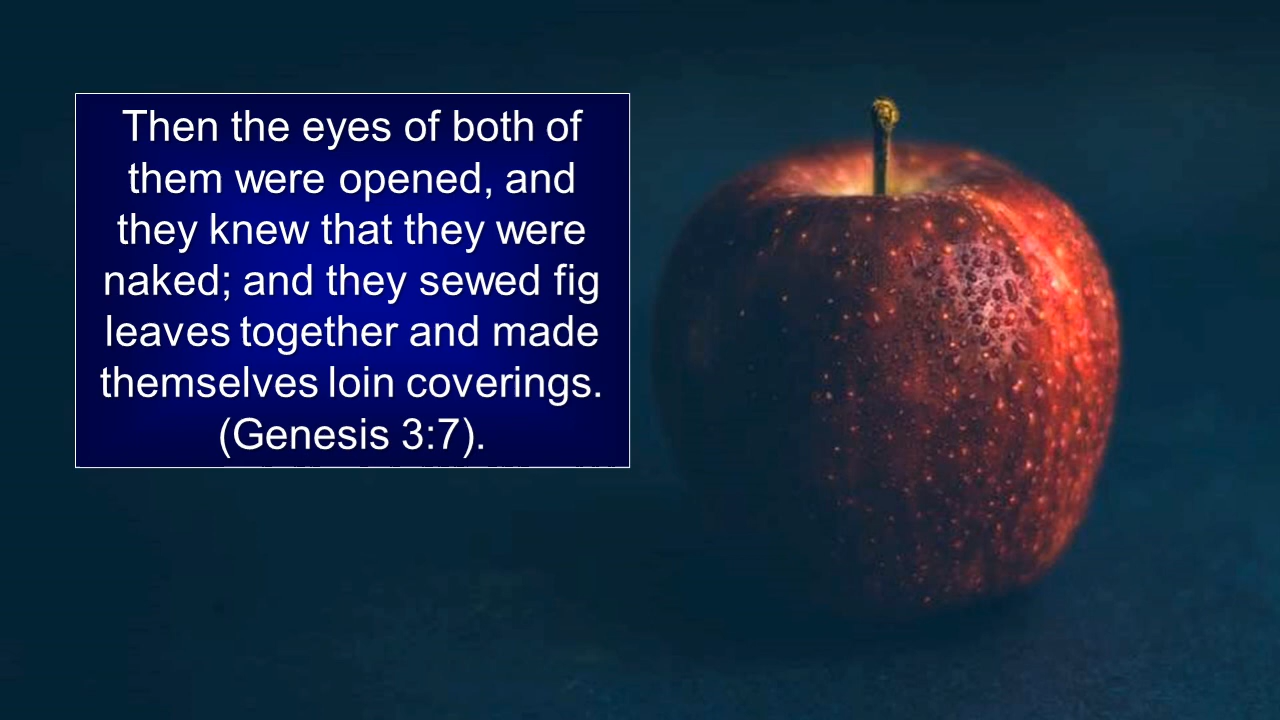 Then the eyes of both of
them were opened, and
they knew that they were
naked; and they sewed fig
leaves together and made
themselves loin coverings.
(Genesis 3:7).